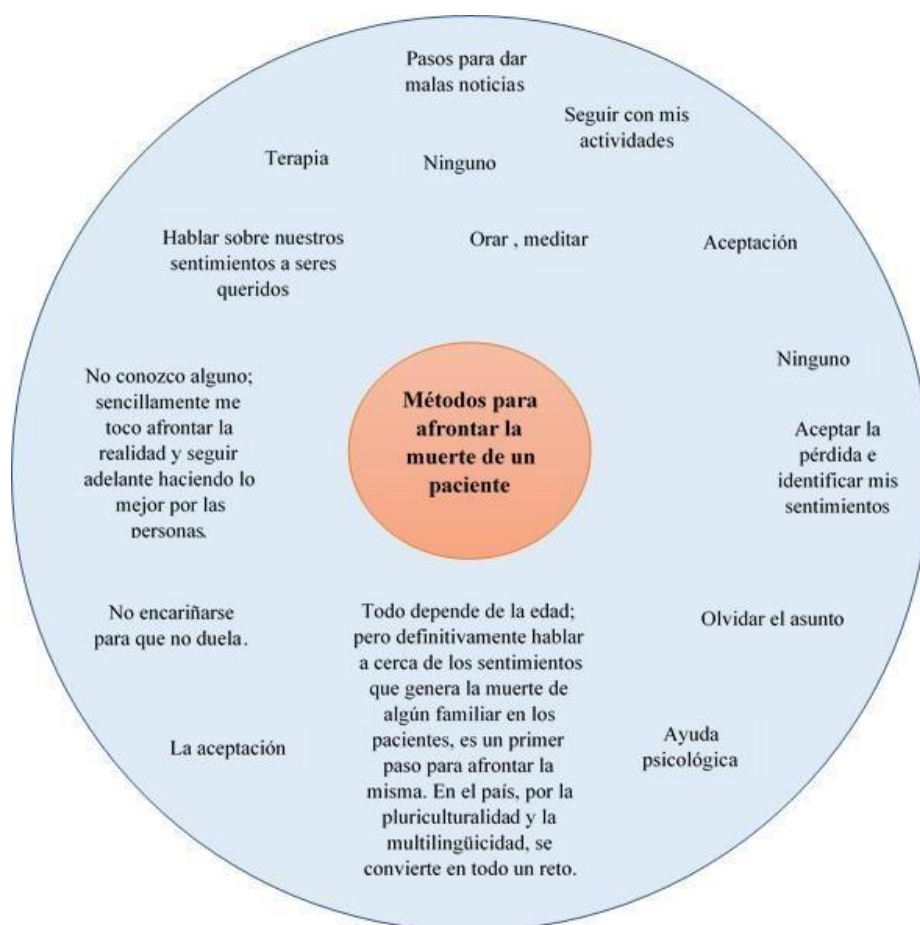 Pasos para dar
malas noticias
Seguir con mis
actividades
Terapia
Ninguno
Hablar sobre nuestros
sentimientos a seres
queridos
Orar , meditar
Aceptación
No conozco alguno;
sencillamente me
toco afrontar la
realidad y seguir
adelante haciendo lo
mejor por las
personas.
Métodos para
afrontar la
muerte de un
paciente
Ninguno
Aceptar la
pérdida e
identificar mis
sentimientos
No encariñarse
para que no duela.
Todo depende de la edad;
pero definitivamente hablar
a cerca de los sentimientos
que genera la muerte de
algún familiar en los
pacientes, es un primer
paso para afrontar la
misma. En el país, por la
pluriculturalidad y la
multilingüicidad, se
convierte en todo un reto.
Olvidar el asunto
La aceptación
Ayuda
psicológica